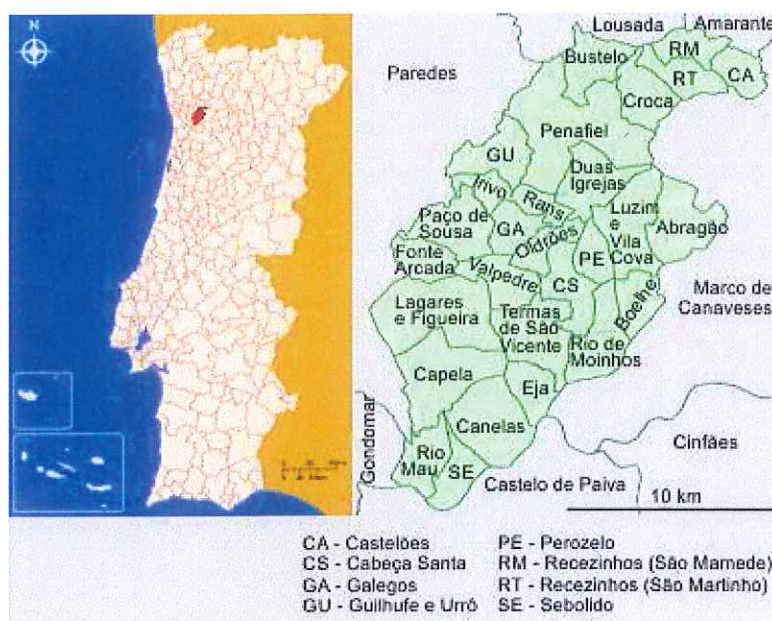 N
Lousada
Amarante
Paredes
Bustelo
RM
RT
CA
Croca
Penafiel
GU
Duas
Igrejas
Irivo
Rans
Luzim
e
Vila
Cova
Abragão
Paço de
Sousa
GA
Oldrões
PE
Fonte
Arcada
Valpedre
CS
Marco de
Canaveses
Boelhe
Lagares
e Figueira
Termas
de São
Vicente
Rio de
Moinhos
Capela
Eja
Gondomar
Canelas
Cinfães
Rio
Mau
SE
Castelo de Paiva
10 km
CA - Castelões
CS - Cabeça Santa
GA - Galegos
GU - Guilhufe e Urrô
PE - Perozelo
RM - Recezinhos (São Mamede)
RT - Recezinhos (São Martinho)
SE - Sebolido